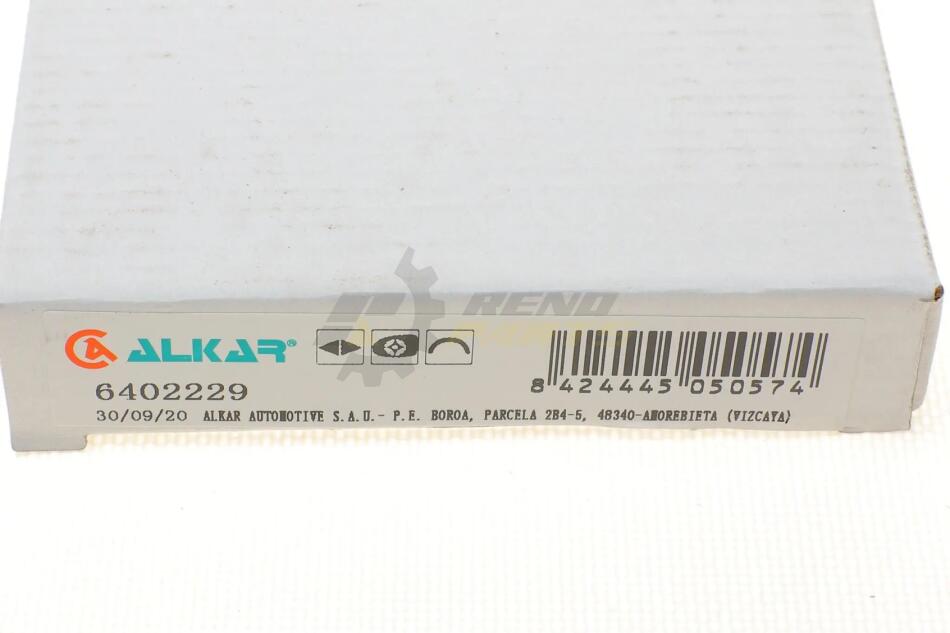 ALKAR®
6402229
30/09/20 ALKAR AUTOMOTIVE S.A.U.- P.E. BOROA, PARCELA 2B4-5, 48340-AMOREBIETA (VIZCAYA)
8 424445 050574
RENO